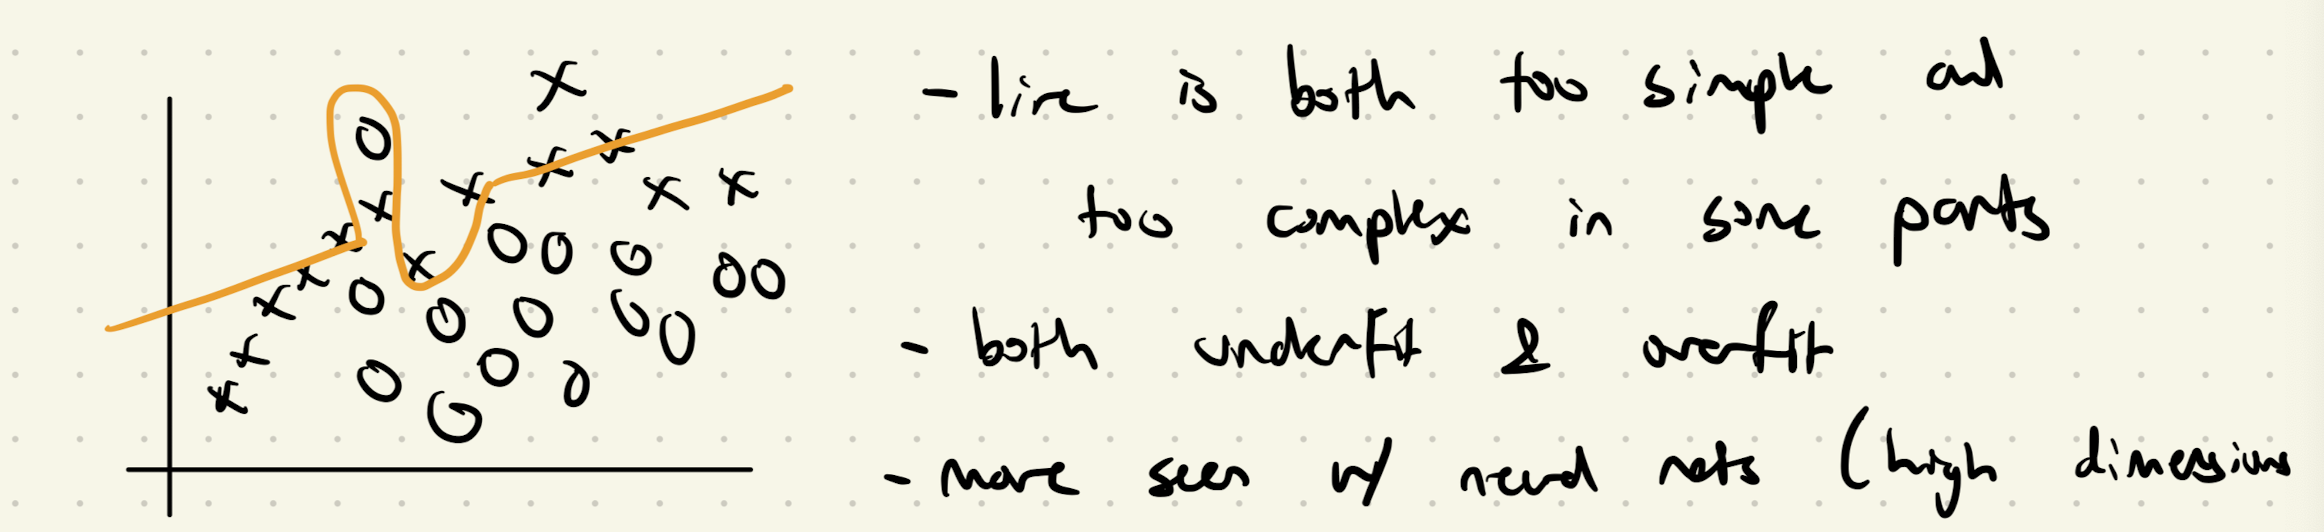 - line is both too simple and
too complex in some parts
- both underfit & overfit
- more seen w/ neural nets (high dimensions